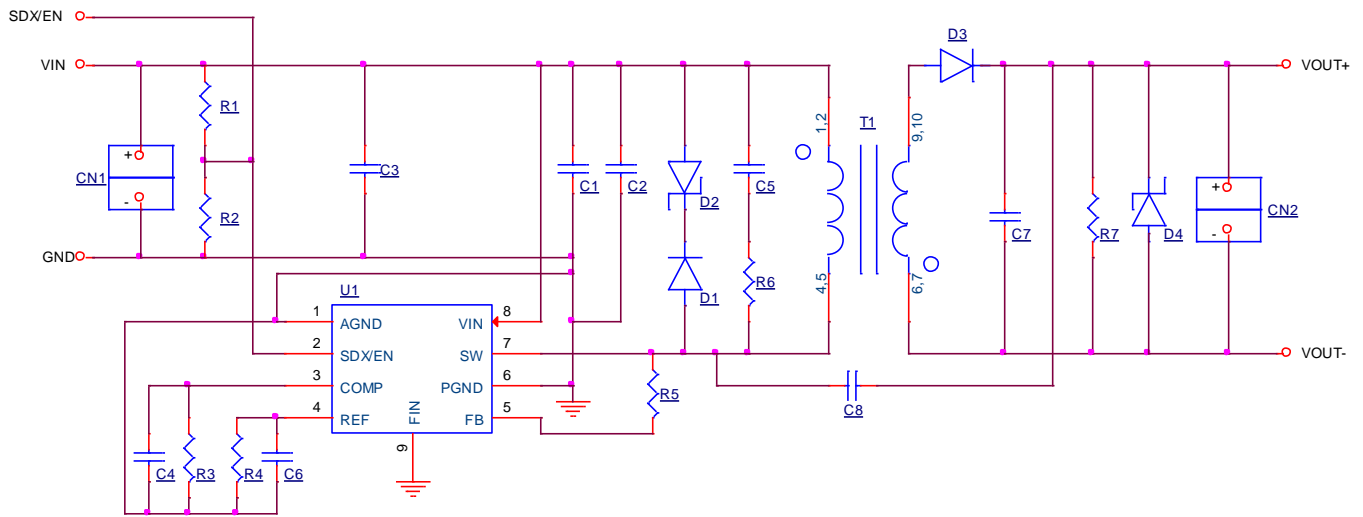 SDX/EN
D3
VIN
VOUT+
R1
1,2
T1
9,10
+
CN1
-
C3
C1
C2
D2
C5
+
CN2
-
R2
C7
R7
D4
GND
D1
R6
4,5
6,7
U1
1
AGND
VIN
8
2
SDX/EN
SW
7
VOUT-
3
COMP
PGND
6
R5
C8
4
REF
FIN
FB
5
9
C4
R3
R4
C6